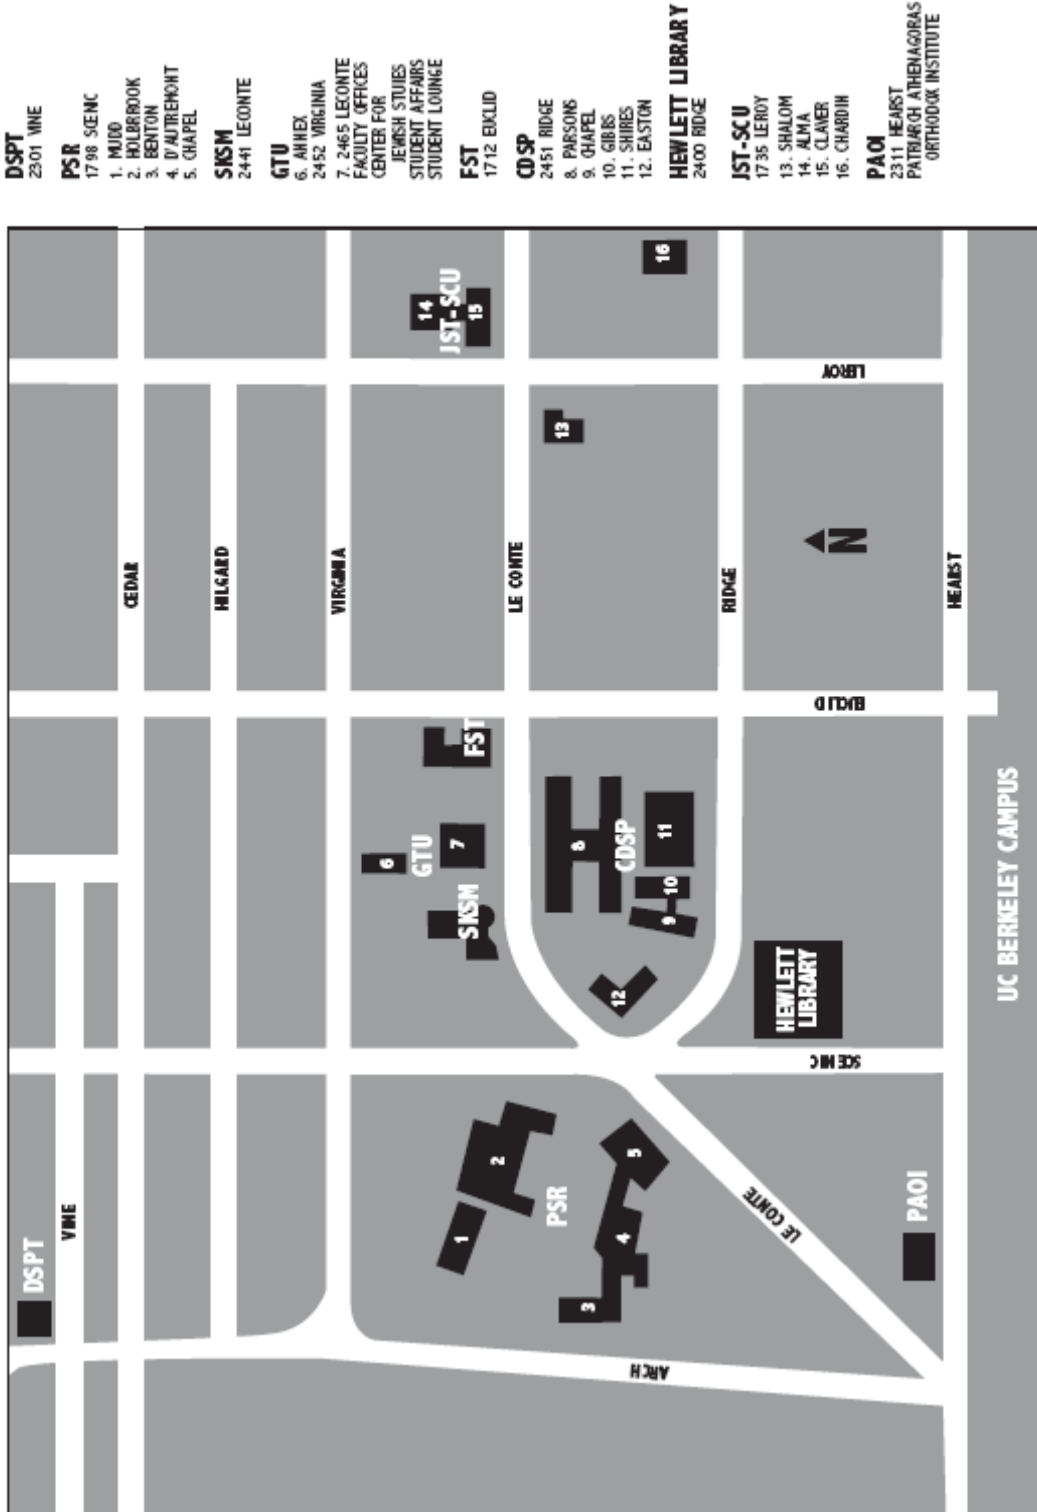 DSPT
VINE
CEDAR
HILGARD
VIRGINIA
LE CONTE
RIDGE
HEARST
ARCH
SCENIC
EUCLID
LEROY
LE CONTE
1
2
PSR
3
4
5
SKSM
GTU
6
7
FST
CDSP
8
9
10
11
12
HEWLETT
LIBRARY
PAOI
13
14
JST-SCU
15
16
N
UC BERKELEY CAMPUS
DSPT
2301 VINE
PSR
1798 SCENIC
1. MUDD
2. HOLBROOK
3. BENTON
4. D'AUTREMONT
5. CHAPEL
SKSM
2441 LECONTE
GTU
6. ANNEX
2452 VIRGINIA
7. 2465 LECONTE
FACULTY OFFICES
CENTER FOR
JEWISH STUIES
STUDENT AFFAIRS
STUDENT LOUNGE
FST
1712 EUCLID
CDSP
2451 RIDGE
8. PARSONS
9. CHAPEL
10. GIBBS
11. SHIRES
12. EASTON
HEWLETT LIBRARY
2400 RIDGE
JST-SCU
1735 LEROY
13. SHALOM
14. ALMA
15. CLAVER
16. CHARDIN
PAOI
2311 HEARST
PATRIARCH ATHENAGORAS
ORTHODOX INSTITUTE